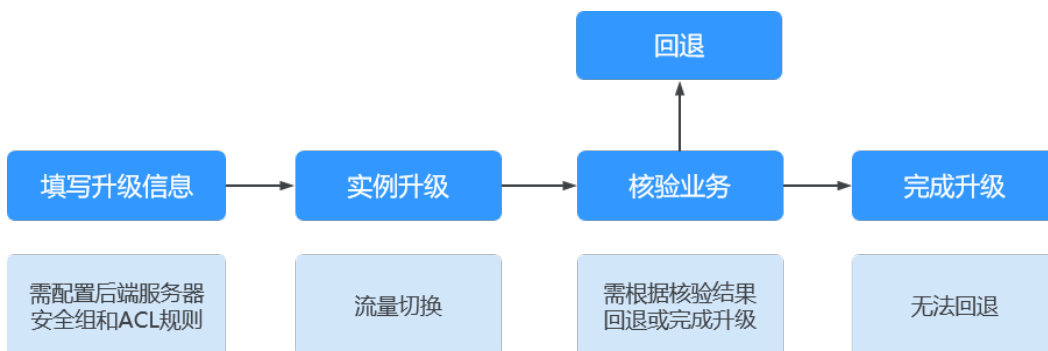 回退
填写升级信息
实例升级
核验业务
完成升级
需配置后端服务器
安全组和ACL规则
流量切换
需根据核验结果
回退或完成升级
无法回退